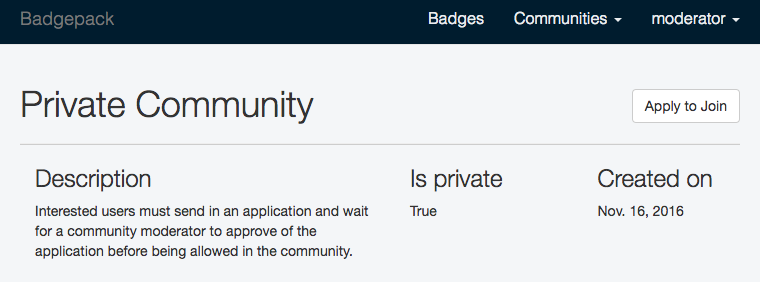 Badgepack Badges Communities moderator
Private Community Apply to Join
Description Is private Created on
Interested users must send in an application and wait True Nov. 16, 2016
for a community moderator to approve of the
application before being allowed in the community.